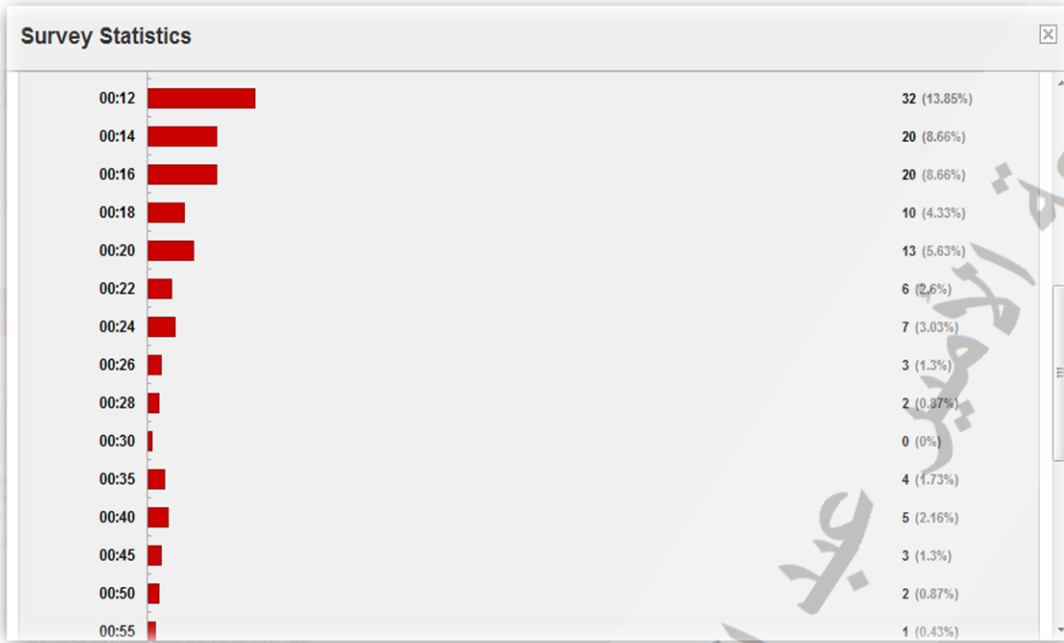 Survey Statistics
00:12 32 (13.85%)
00:14 20 (8.66%)
00:16 20 (8.66%)
00:18 10 (4.33%)
00:20 13 (5.63%)
00:22 6 (2.6%)
00:24 7 (3.03%)
00:26 3 (1.3%)
00:28 2 (0.87%)
00:30 0 (0%)
00:35 4 (1.73%)
00:40 5 (2.16%)
00:45 3 (1.3%)
00:50 2 (0.87%)
00:55 1 (0.43%)